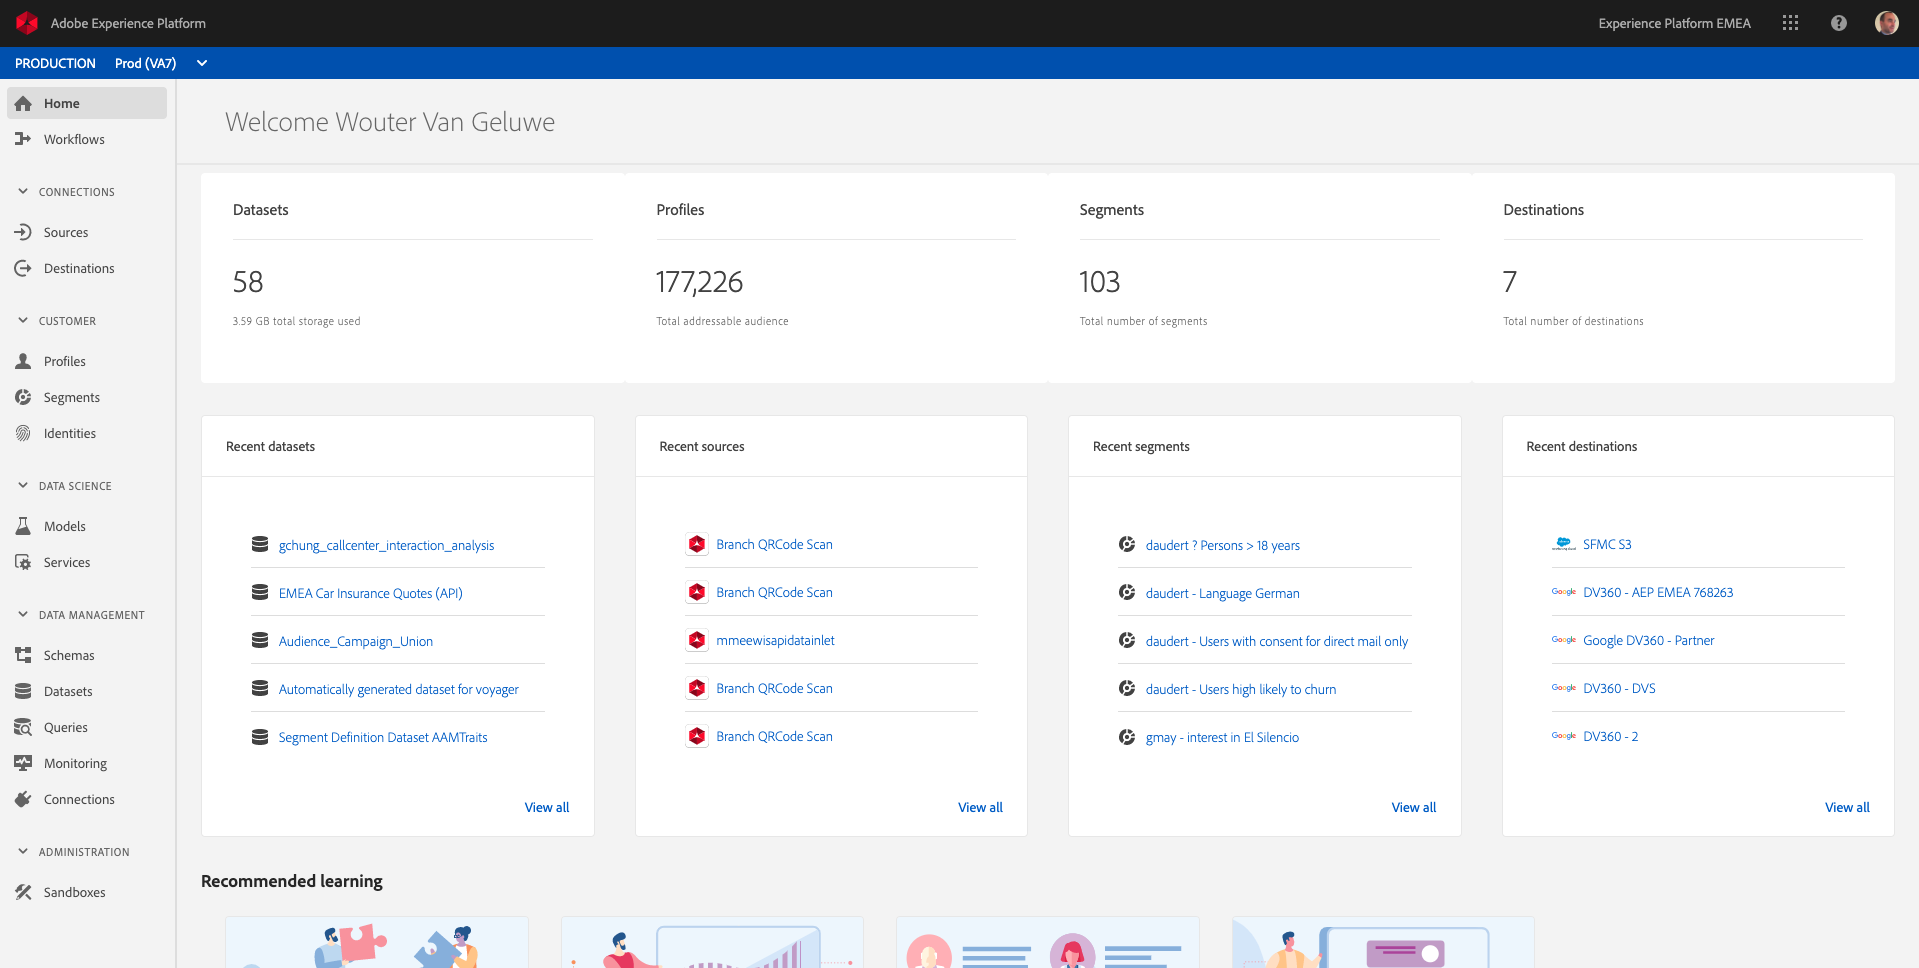 Adobe Experience Platform
Experience Platform EMEA
PRODUCTION Prod (VA7)
Home
Workflows
CONNECTIONS
Sources
Destinations
CUSTOMER
Profiles
Segments
Identities
DATA SCIENCE
Models
Services
DATA MANAGEMENT
Schemas
Datasets
Queries
Monitoring
Connections
ADMINISTRATION
Sandboxes
Welcome Wouter Van Geluwe
Datasets
58
3.59 GB total storage used
Profiles
177,226
Total addressable audience
Segments
103
Total number of segments
Destinations
7
Total number of destinations
Recent datasets
gchung_callcenter_interaction_analysis
EMEA Car Insurance Quotes (API)
Audience_Campaign_Union
Automatically generated dataset for voyager
Segment Definition Dataset AAMTraits
View all
Recent sources
Branch QRCode Scan
Branch QRCode Scan
mmeewisapidatainlet
Branch QRCode Scan
Branch QRCode Scan
View all
Recent segments
daudert ? Persons > 18 years
daudert - Language German
daudert - Users with consent for direct mail only
daudert - Users high likely to churn
gmay - interest in El Silencio
View all
Recent destinations
SFMC S3
Google DV360 - AEP EMEA 768263
Google Google DV360 - Partner
Google DV360 - DVS
Google DV360 - 2
View all
Recommended learning